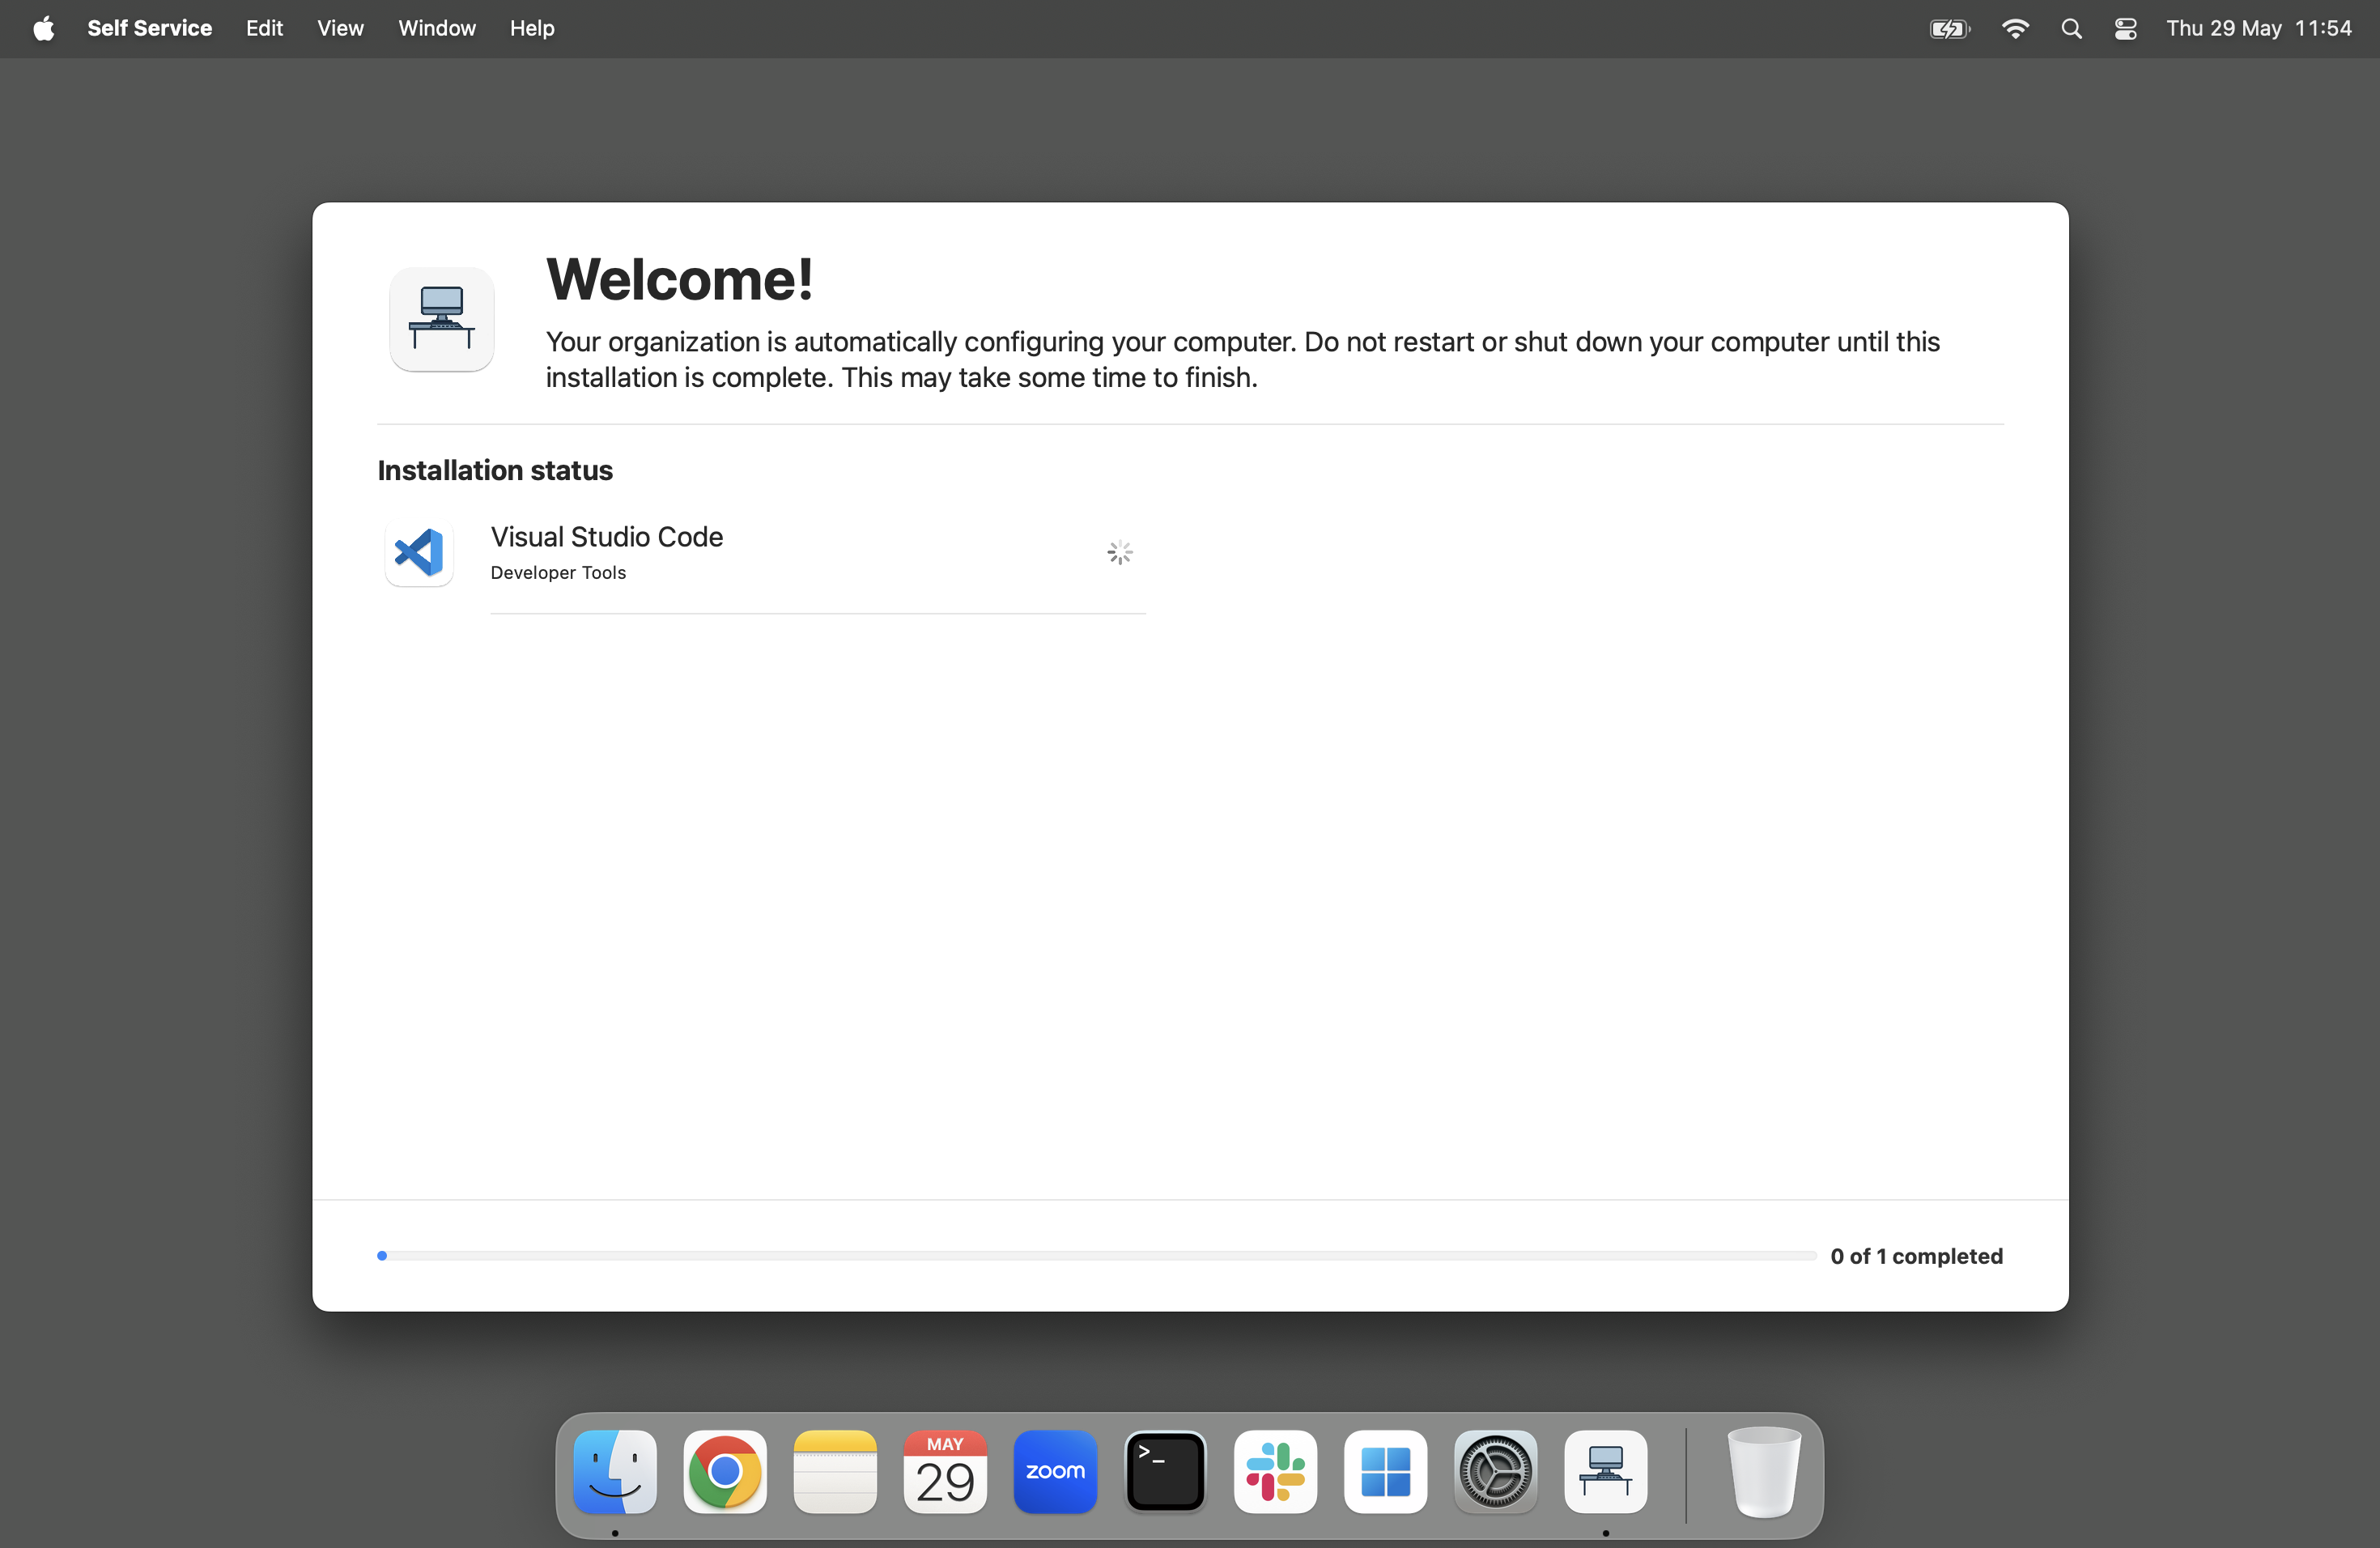 Self Service Edit View Window Help Thu 29 May 11:54
Welcome!
Your organization is automatically configuring your computer. Do not restart or shut down your computer until this
installation is complete. This may take some time to finish.
Installation status
Visual Studio Code
Developer Tools
0 of 1 completed
MAY
29
zoom
>_